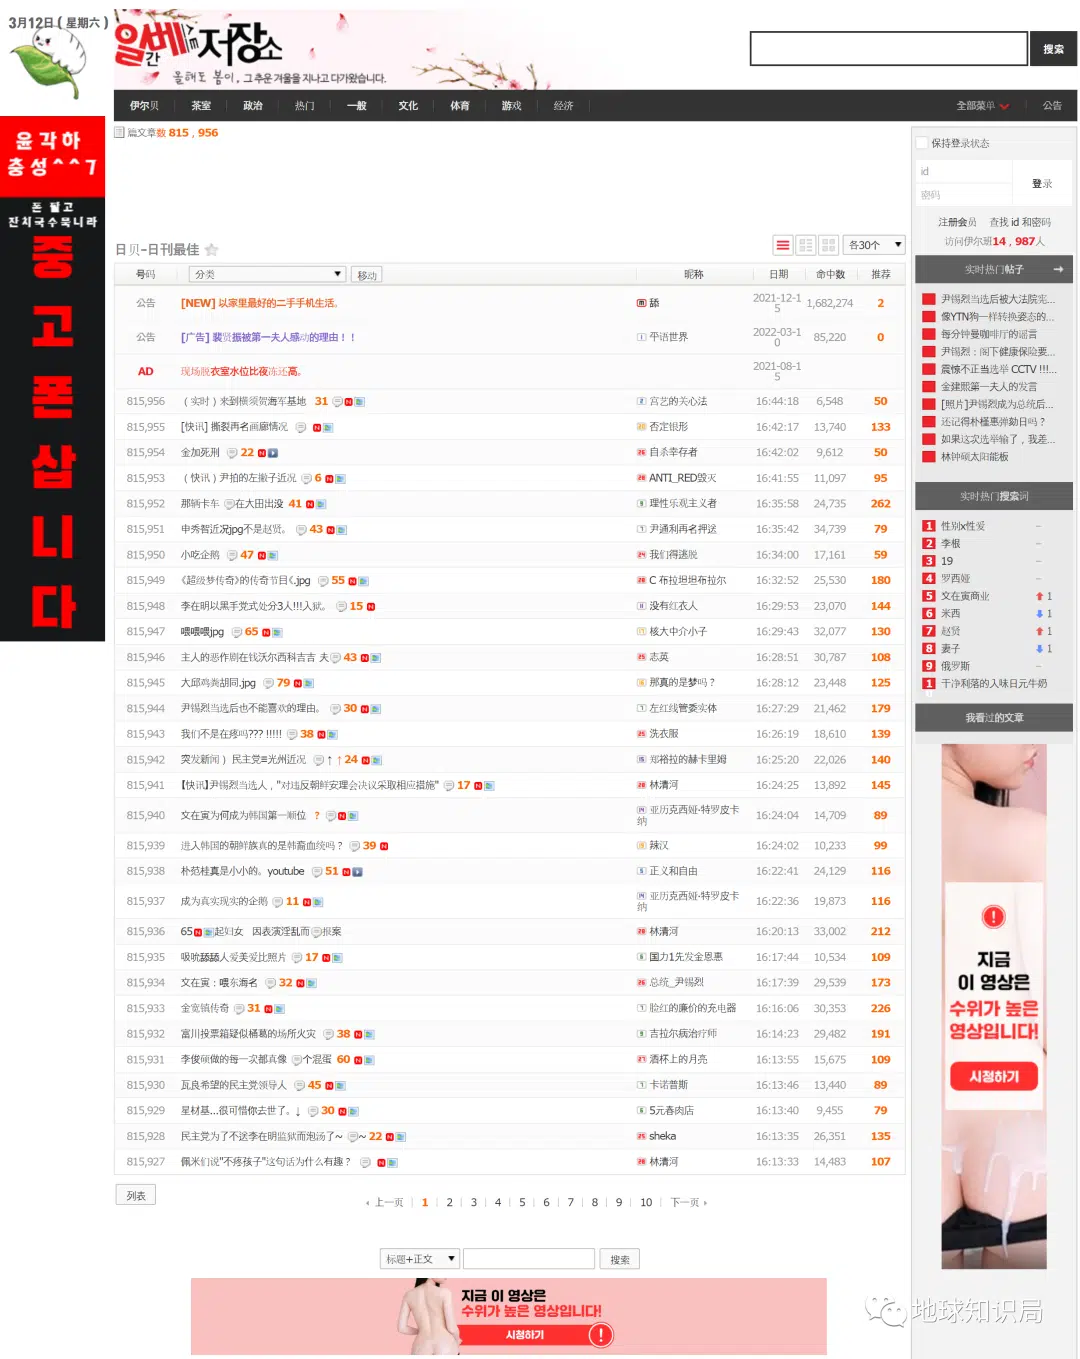 3月12日 ( 星期六 )
일간베스트 저장소
올해도 봄이, 그 추운 겨울을 지나고 다가왔습니다.
搜索
伊尔贝 茶室 政治 热门 一般 文化 体育 游戏 经济 全部菜单 公告
篇文章数 815 , 956
윤각하
충성^^7
돈 필고
잔치국수묵니라
중
고
폰
삽
니
다
保持登录状态
id
密码
登录
注册会员 查找 id 和密码
访问伊尔班14 , 987人
日贝-日刊最佳
各30个
号码 分类 移动 昵称 日期 命中数 推荐
公告 [NEW] 以家里最好的二手手机生活。 舔 2021-12-15 1,682,274 2
公告 [广告] 裴贤振被第一夫人感动的理由！！ 平语世界 2022-03-10 85,220 0
AD 现场脱衣室水位比夜冻还高。 2021-08-15
815,956 （实时）来到横须贺海军基地 31 宫艺的关心法 16:44:18 6,548 50
815,955 [快讯] 撕裂再名画廊情况 否定银形 16:42:17 13,740 133
815,954 金加死刑 22 自杀幸存者 16:42:02 9,612 50
815,953 （快讯）尹拍的左撇子近况 6 ANTI_RED毁灭 16:41:55 11,097 95
815,952 那辆卡车 在大田出没 41 理性乐观主义者 16:35:58 24,735 262
815,951 申秀智近况jpg不是赵贤。 43 尹通利再名押送 16:35:42 34,739 79
815,950 小吃企鹅 47 我们得逃脱 16:34:00 17,161 59
815,949 《超级梦传奇》的传奇节目《.jpg 55 C 布拉坦坦布拉尔 16:32:52 25,530 180
815,948 李在明以黑手党式处分3人!!!入狱。 15 没有红衣人 16:29:53 23,070 144
815,947 喂喂喂jpg 65 核大中介小子 16:29:43 32,077 130
815,946 主人的恶作剧在钱沃尔西科吉吉 夫 43 志英 16:28:51 30,787 108
815,945 大邱鸡粪胡同.jpg 79 那真的是梦吗？ 16:28:12 23,448 125
815,944 尹锡烈当选后也不能喜欢的理由。 30 左红线管委实体 16:27:29 21,462 179
815,943 我们不是在疼吗??? !!!!! 38 洗衣服 16:26:19 18,610 139
815,942 突发新闻）民主党=光州近况 ↑ ↑ 24 郑裕拉的赫卡里姆 16:25:20 22,026 140
815,941 【快讯】尹锡烈当选人，"对违反朝鲜安理会决议采取相应措施" 17 林清河 16:24:25 13,892 145
815,940 文在寅为何成为韩国第一顺位 ? 亚历克西娅·特罗皮卡纳 16:24:04 14,709 89
815,939 进入韩国的朝鲜族真的是韩裔血统吗？ 39 辣汉 16:24:02 10,233 99
815,938 朴范桂真是小小的。youtube 51 正义和自由 16:22:41 24,129 116
815,937 成为真实现实的企鹅 11 亚历克西娅·特罗皮卡纳 16:22:36 19,873 116
815,936 65起妇女 因表演淫乱而报案 林清河 16:20:13 33,002 212
815,935 吸吮舔舔人爱美爱比照片 17 国力1先发金恩惠 16:17:44 10,534 109
815,934 文在寅：喂东海名 32 总统_尹锡烈 16:17:39 29,539 173
815,933 金宽镇传奇 31 脸红的廉价的充电器 16:16:06 30,353 226
815,932 富川投票箱疑似桶葛的场所火灾 38 吉拉尔病治疗师 16:14:23 29,482 191
815,931 李俊硕做的每一次都真像 个混蛋 60 酒杯上的月亮 16:13:55 15,675 109
815,930 瓦良希望的民主党领导人 45 卡诺普斯 16:13:46 13,440 89
815,929 星材基...很可惜你去世了。↓ 30 5元春肉店 16:13:40 9,455 79
815,928 民主党为了不送李在明监狱而泡汤了~ ~ 22 sheka 16:13:35 26,351 135
815,927 佩米们说"不疼孩子"这句话为什么有趣？ 林清河 16:13:33 14,483 107
列表
上一页 1 2 3 4 5 6 7 8 9 10 下一页
标题+正文 搜索
实时热门帖子 →
尹锡烈当选后被大法院宪...
像YTN狗一样转换姿态的...
每分钟曼咖啡厅的谣言
尹锡烈：阁下健康保险要...
震惊不正当选举 CCTV !!!...
金建熙第一夫人的发言
[照片]尹锡烈成为总统后...
还记得朴槿惠弹劾日吗？
如果这次选举输了，我差...
林钟硕太阳能板
实时热门搜索词
1 性别x性爱 –
2 李根 –
3 19 –
4 罗西娅 –
5 文在寅商业 1
6 米西 1
7 赵贤 1
8 妻子 1
9 俄罗斯 –
1 干净利落的入味日元牛奶
我看过的文章
지금
이 영상은
수위가 높은
영상입니다!
시청하기
지금 이 영상은
수위가 높은 영상입니다!
시청하기
地球知识局